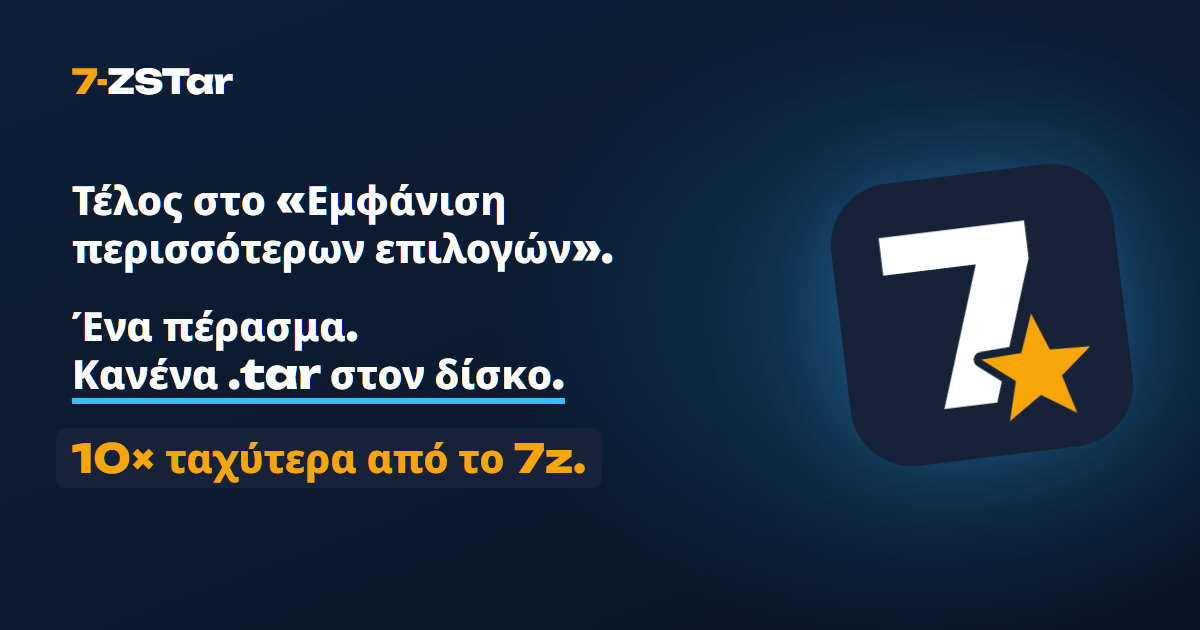 7-ZSTar
Τέλος στο «Εμφάνιση
περισσότερων επιλογών».
Ένα πέρασμα.
Κανένα .tar στον δίσκο.
10× ταχύτερα από το 7z.
7